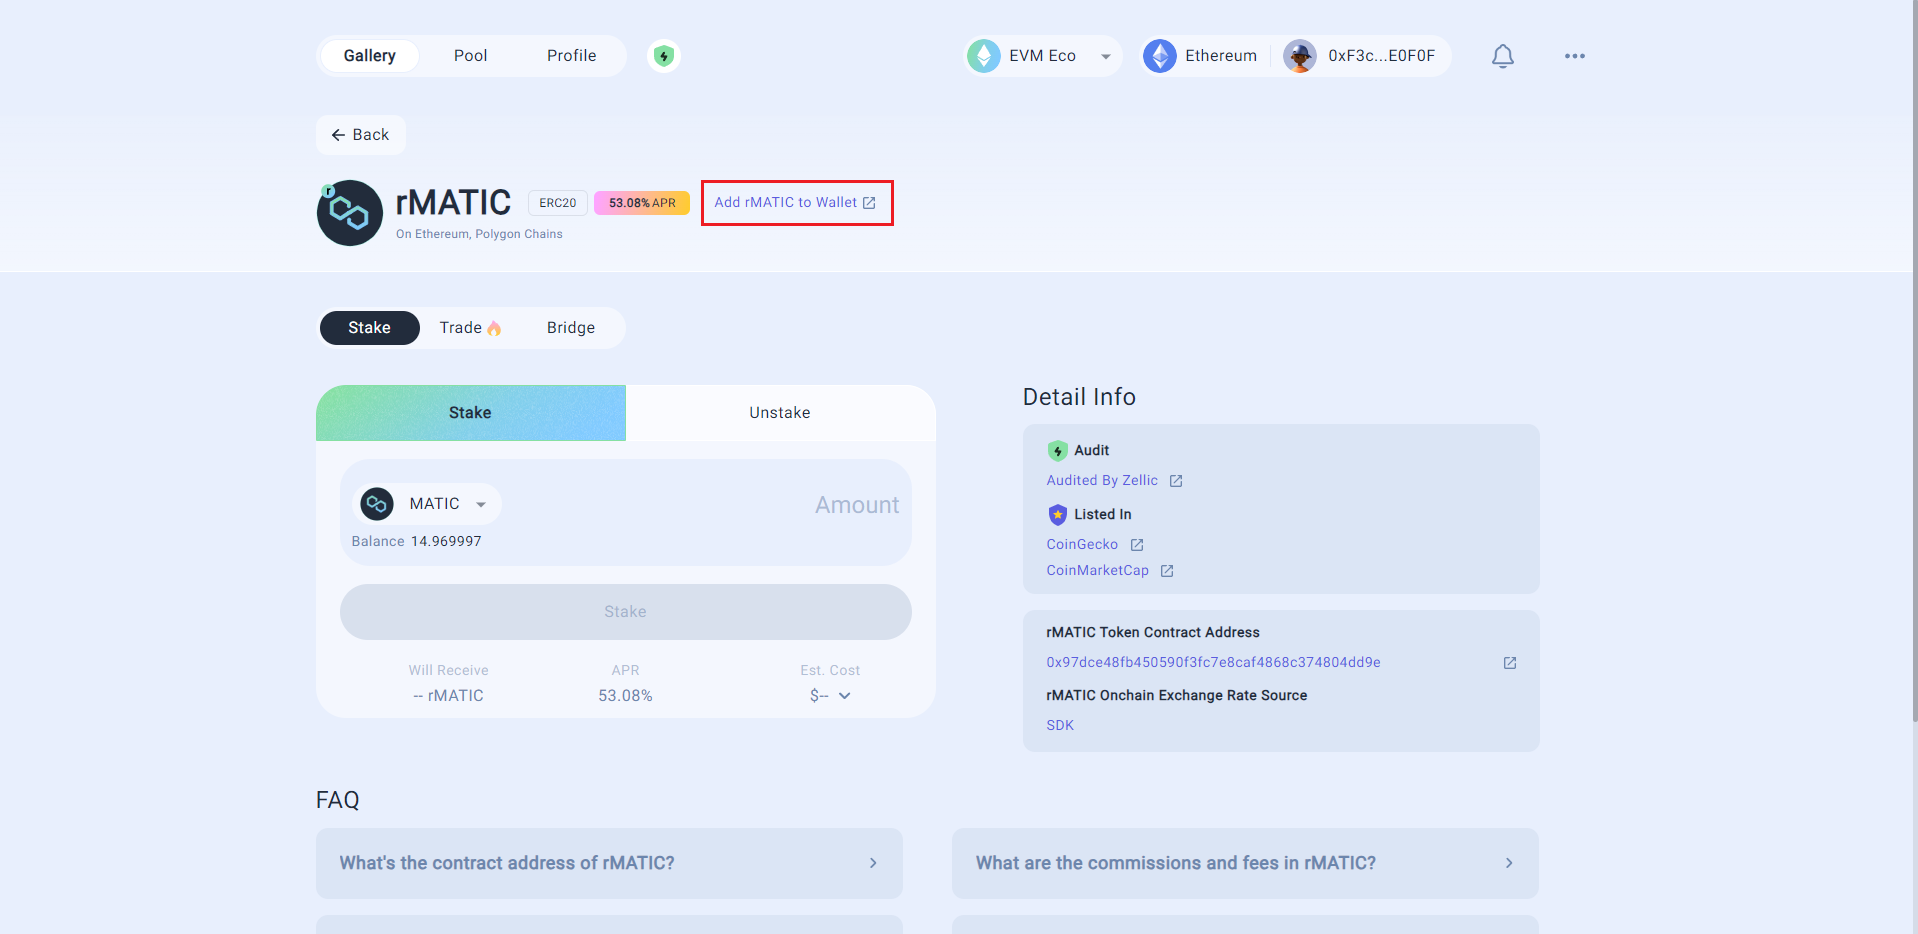 Gallery Pool Profile EVM Eco Ethereum 0xF3c...E0F0F
Back
rMATIC ERC20 53.08% APR Add rMATIC to Wallet
On Ethereum, Polygon Chains
Stake Trade Bridge
Stake Unstake
MATIC Amount
Balance 14.969997
Stake
Will Receive APR Est. Cost
-- rMATIC 53.08% $--
Detail Info
Audit
Audited By Zellic
Listed In
CoinGecko
CoinMarketCap
rMATIC Token Contract Address
0x97dce48fb450590f3fc7e8caf4868c374804dd9e
rMATIC Onchain Exchange Rate Source
SDK
FAQ
What's the contract address of rMATIC?
What are the commissions and fees in rMATIC?